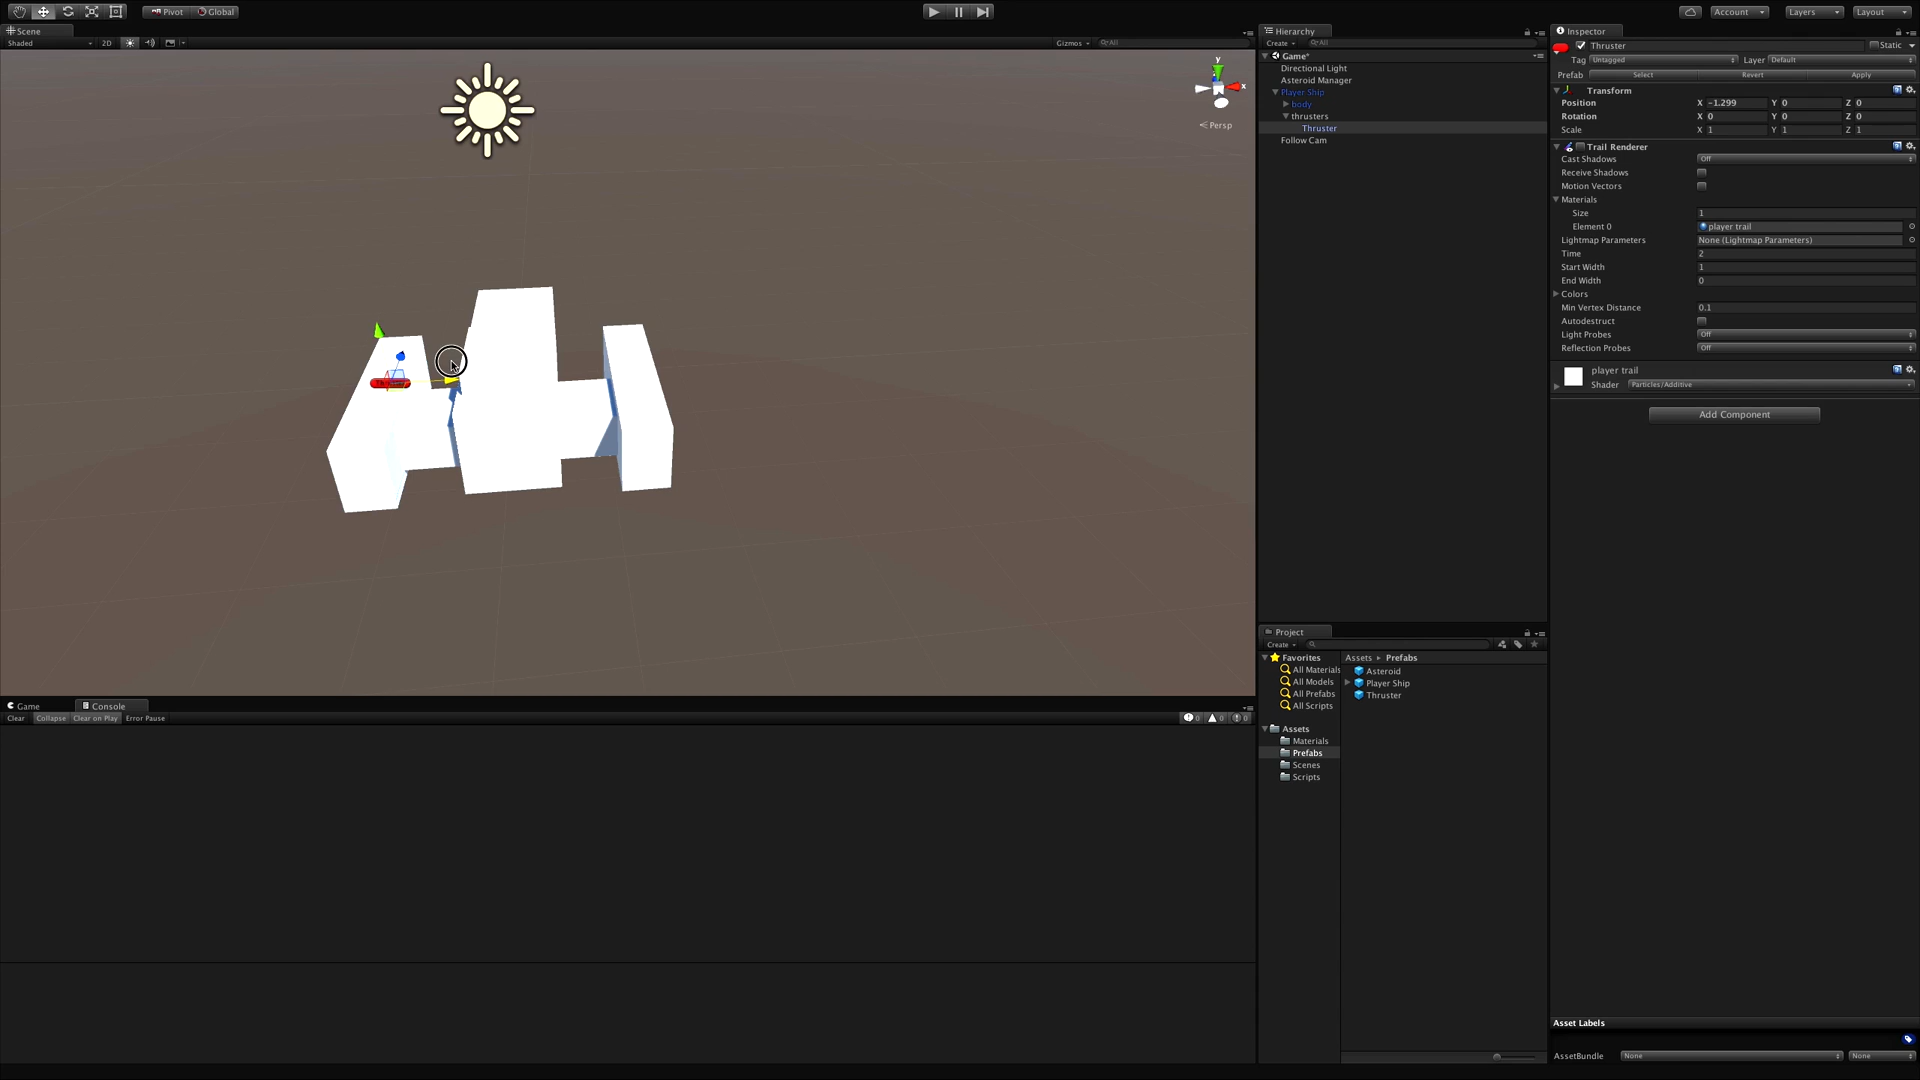 Pivot Global Account Layers Layout
Scene
Shaded 2D Gizmos All
y
x
Persp
Hierarchy
Create All
Game*
Directional Light
Asteroid Manager
Player Ship
body
thrusters
Thruster
Follow Cam
Inspector
Thruster Static
Tag Untagged Layer Default
Prefab Select Revert Apply
Transform
Position X -1.299 Y 0 Z 0
Rotation X 0 Y 0 Z 0
Scale X 1 Y 1 Z 1
Trail Renderer
Cast Shadows Off
Receive Shadows
Motion Vectors
Materials
Size 1
Element 0 player trail
Lightmap Parameters None (Lightmap Parameters)
Time 2
Start Width 1
End Width 0
Colors
Min Vertex Distance 0.1
Autodestruct
Light Probes Off
Reflection Probes Off
player trail
Shader Particles/Additive
Add Component
Project
Create
Favorites
All Materials
All Models
All Prefabs
All Scripts
Assets
Materials
Prefabs
Scenes
Scripts
Assets Prefabs
Asteroid
Player Ship
Thruster
Game Console
Clear Collapse Clear on Play Error Pause 0 0 0
Asset Labels
AssetBundle None None